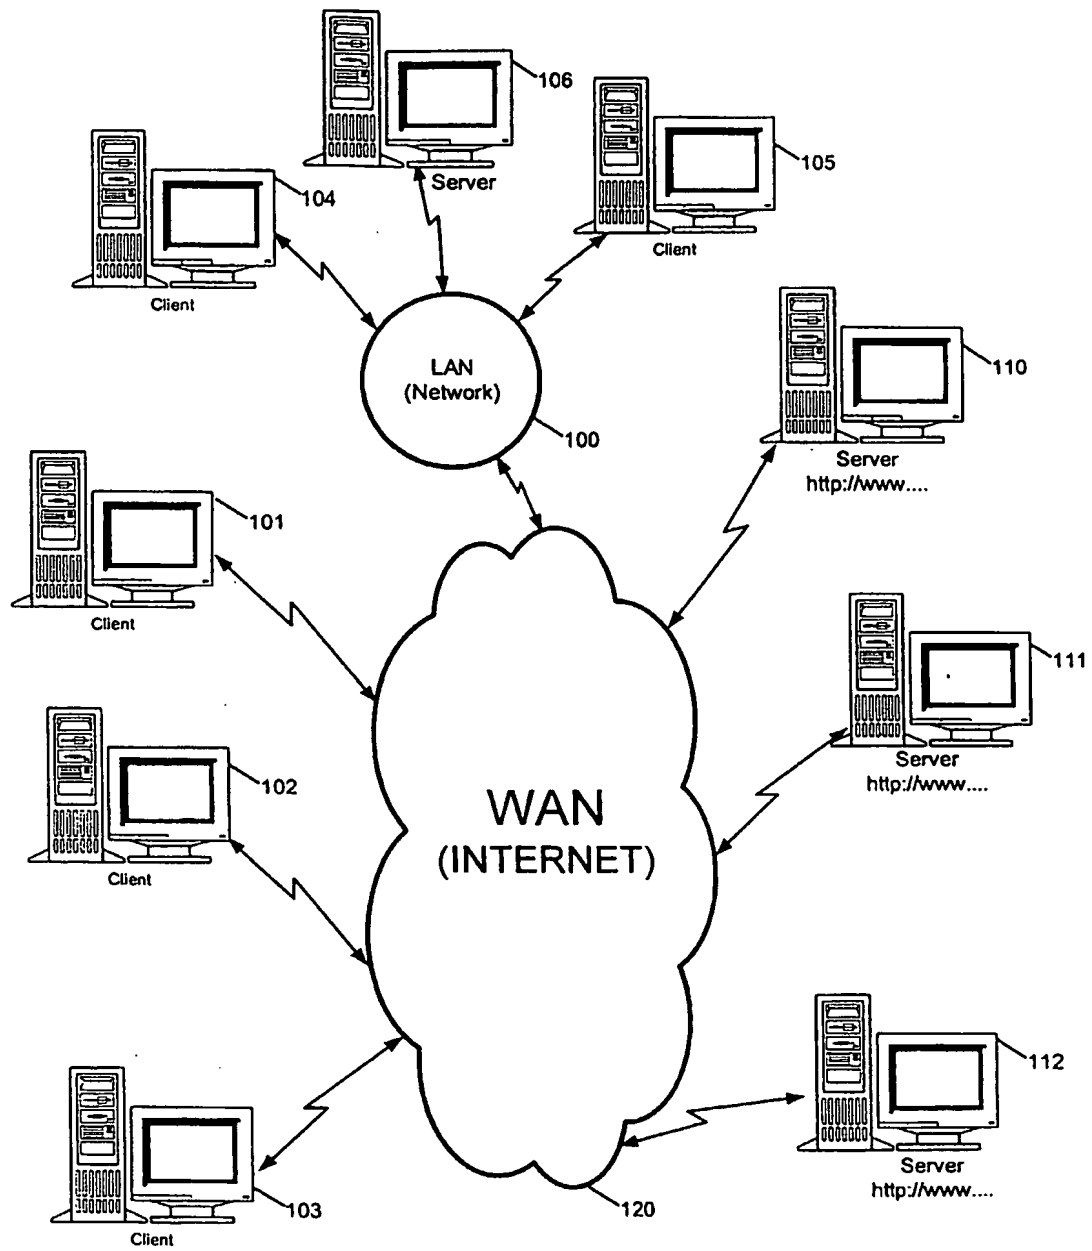 106
Server
105
Client
104
Client
LAN
(Network)
100
110
Server
http://www....
101
Client
111
Server
http://www....
102
Client
WAN
(INTERNET)
112
Server
http://www....
103
Client
120